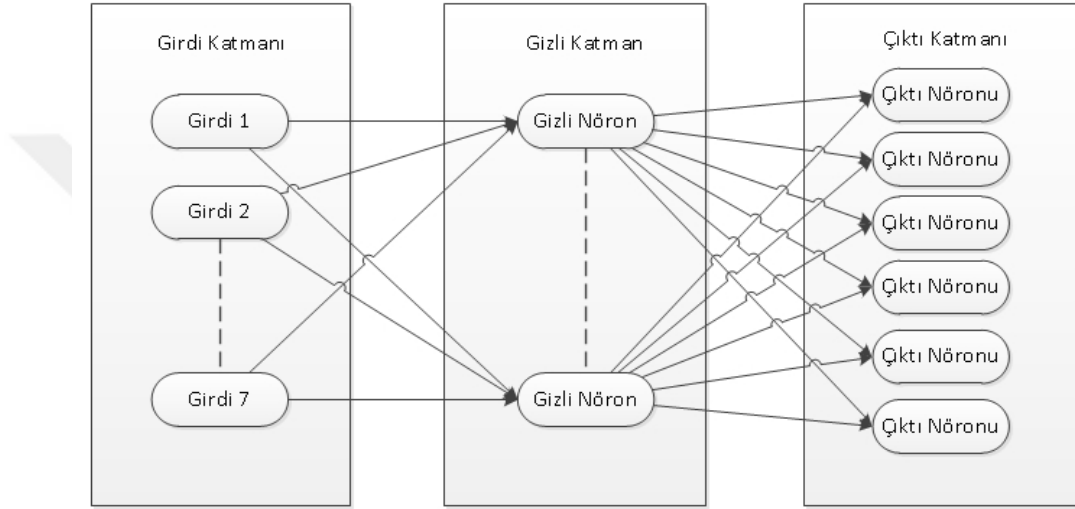 Girdi Katmanı
Girdi 1
Girdi 2
Girdi 7
Gizli Katman
Gizli Nöron
Gizli Nöron
Çıktı Katmanı
Çıktı Nöronu
Çıktı Nöronu
Çıktı Nöronu
Çıktı Nöronu
Çıktı Nöronu
Çıktı Nöronu